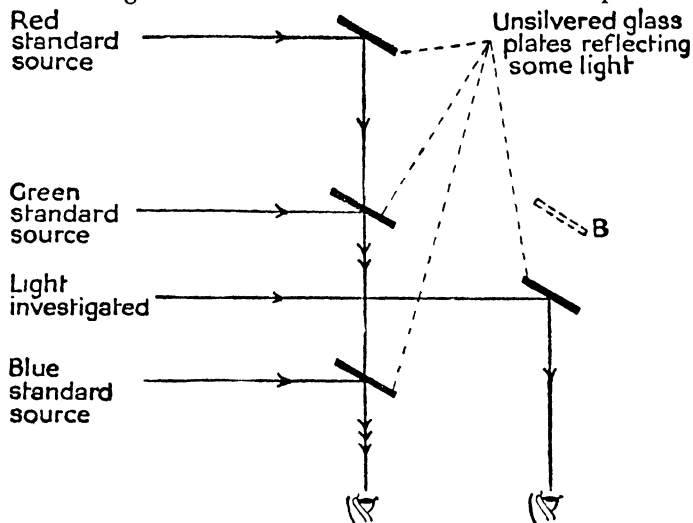 Red
standard
source
Unsilvered glass
plates reflecting
some light
Green
standard
source
B
Light
investigated
Blue
standard
source